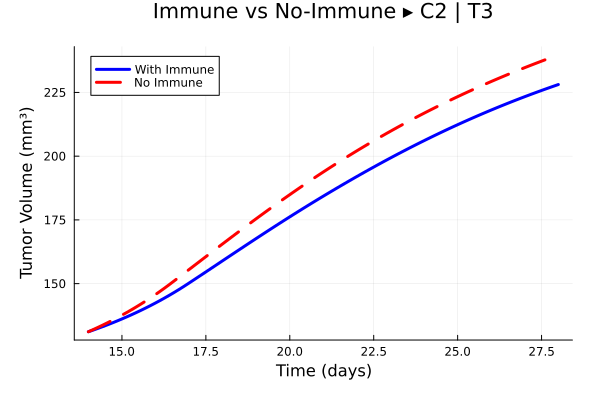 Immune vs No-Immune ▸ C2 | T3
With Immune
No Immune
Tumor Volume (mm³)
225
200
175
150
15.0 17.5 20.0 22.5 25.0 27.5
Time (days)